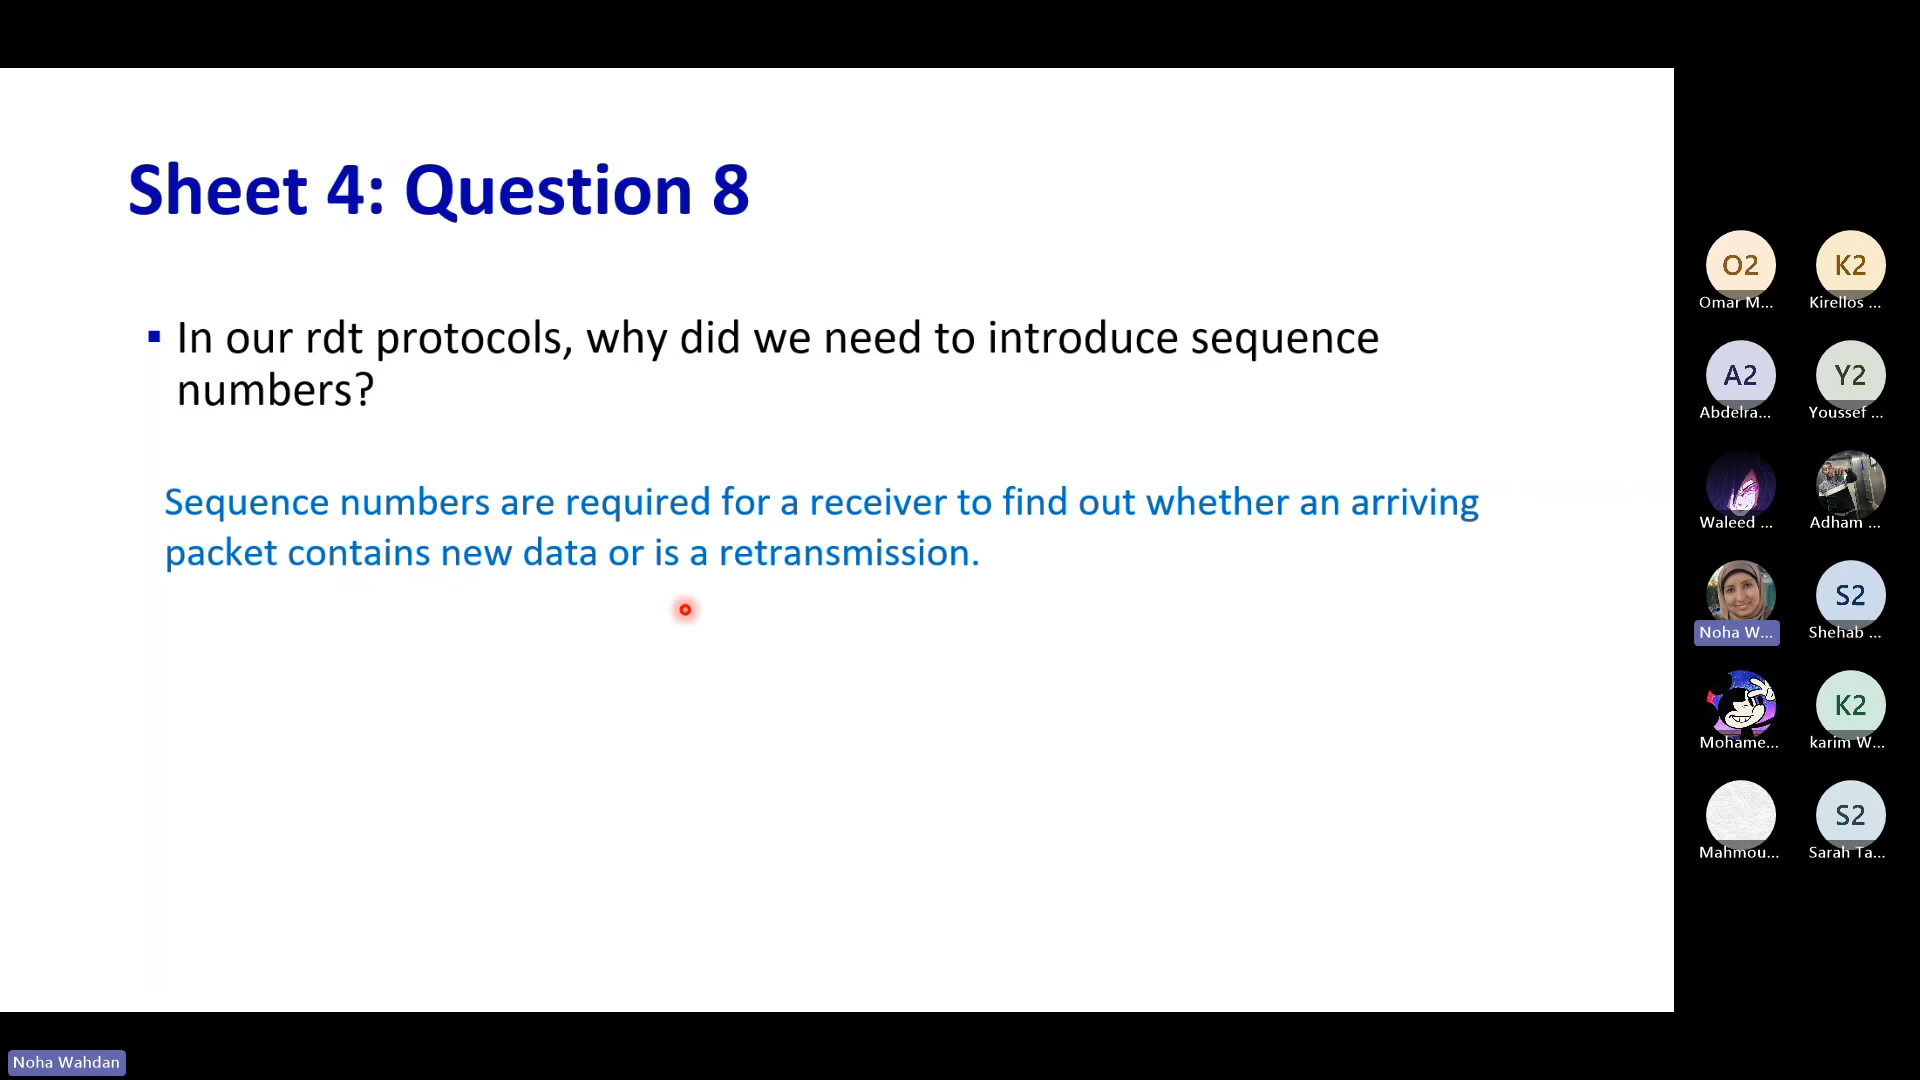 Sheet 4: Question 8
▪ In our rdt protocols, why did we need to introduce sequence
numbers?
Sequence numbers are required for a receiver to find out whether an arriving
packet contains new data or is a retransmission.
O2
K2
Omar M...
Kirellos ...
A2
Y2
Abdelra...
Youssef ...
Waleed ...
Adham ...
S2
Noha W...
Shehab ...
K2
Mohame...
karim W...
S2
Mahmou...
Sarah Ta...
Noha Wahdan